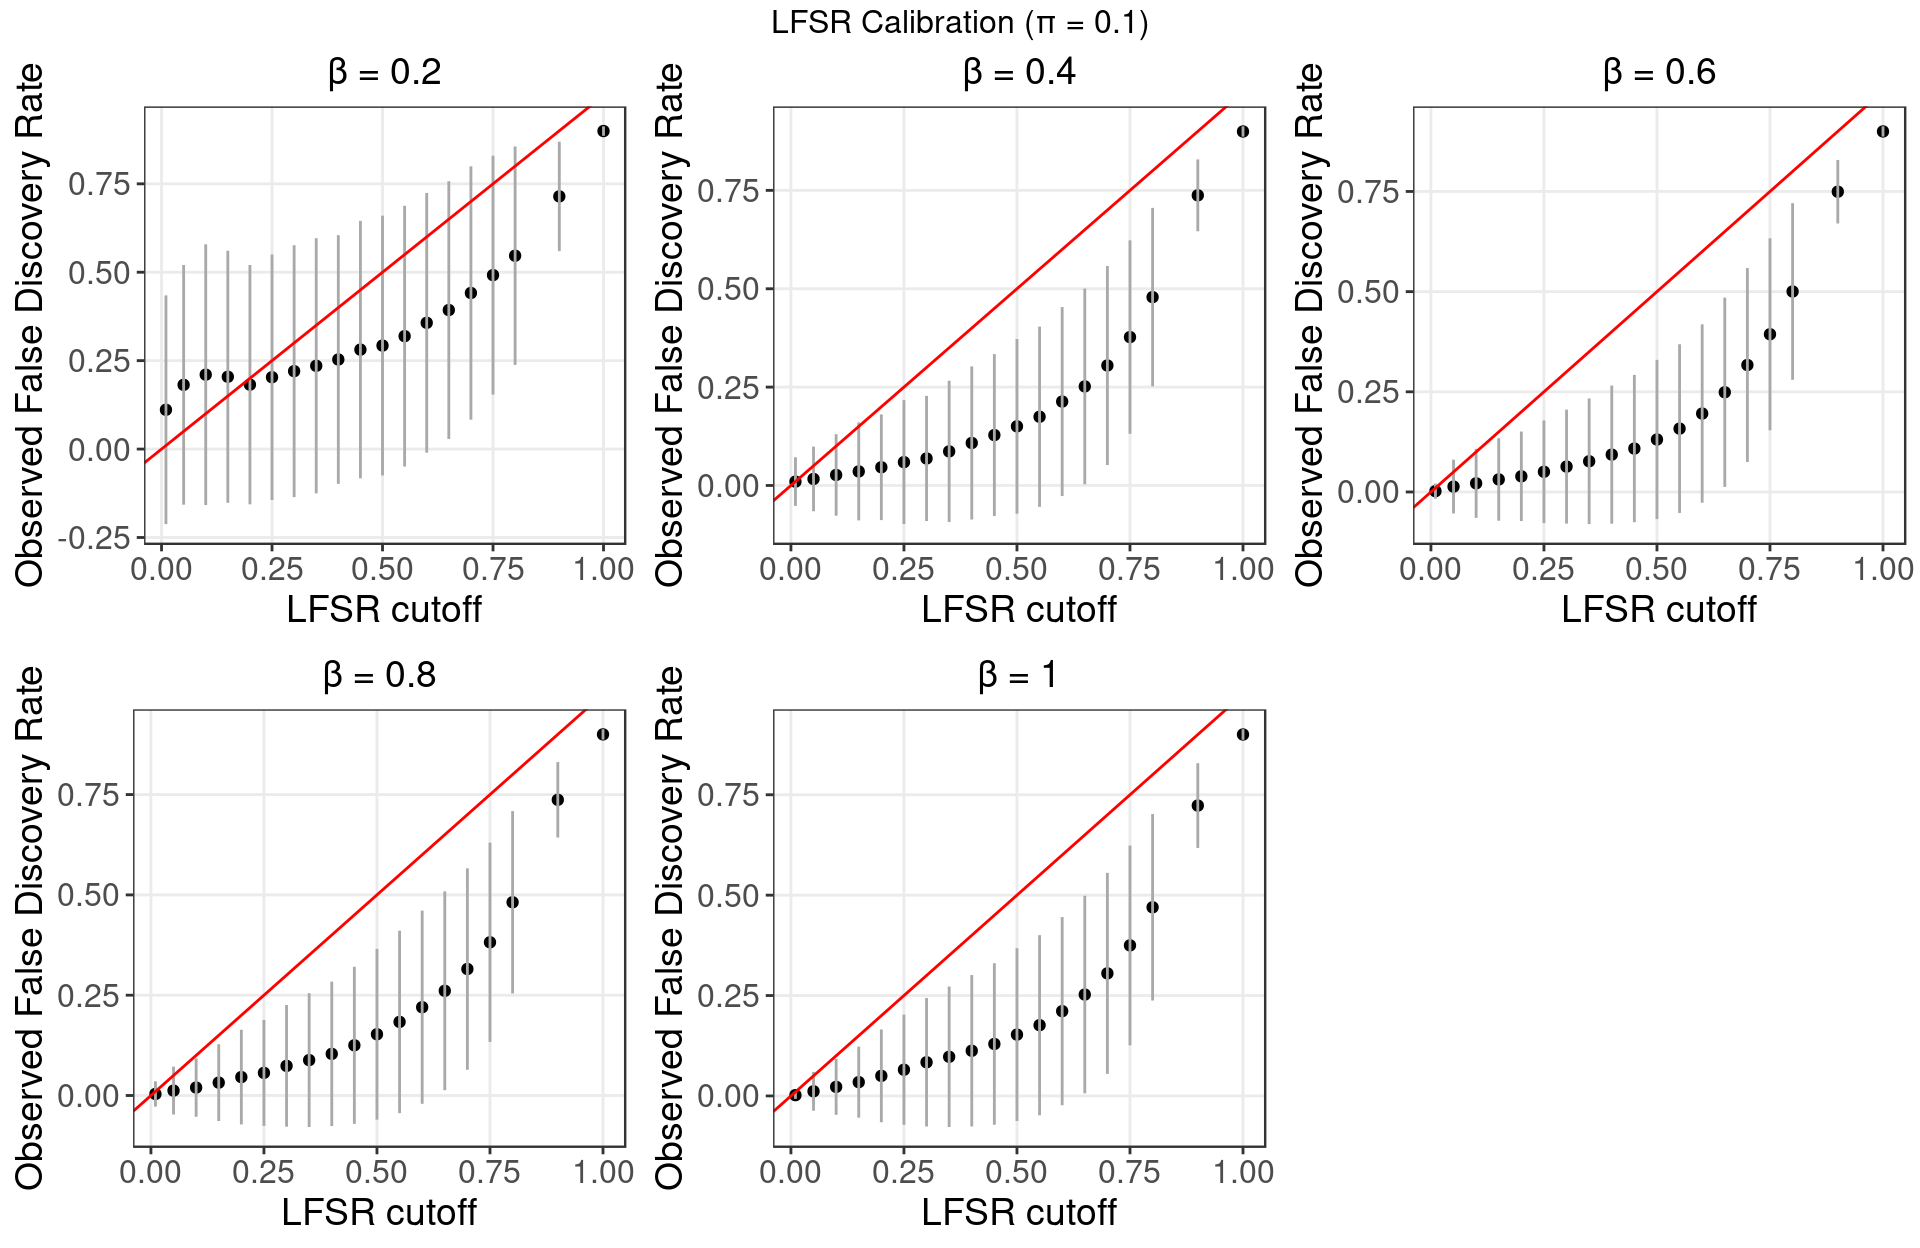 LFSR Calibration (π = 0.1)
β = 0.2
Observed False Discovery Rate
0.75
0.50
0.25
0.00
-0.25
0.00 0.25 0.50 0.75 1.00
LFSR cutoff
β = 0.4
Observed False Discovery Rate
0.75
0.50
0.25
0.00
0.00 0.25 0.50 0.75 1.00
LFSR cutoff
β = 0.6
Observed False Discovery Rate
0.75
0.50
0.25
0.00
0.00 0.25 0.50 0.75 1.00
LFSR cutoff
β = 0.8
Observed False Discovery Rate
0.75
0.50
0.25
0.00
0.00 0.25 0.50 0.75 1.00
LFSR cutoff
β = 1
Observed False Discovery Rate
0.75
0.50
0.25
0.00
0.00 0.25 0.50 0.75 1.00
LFSR cutoff